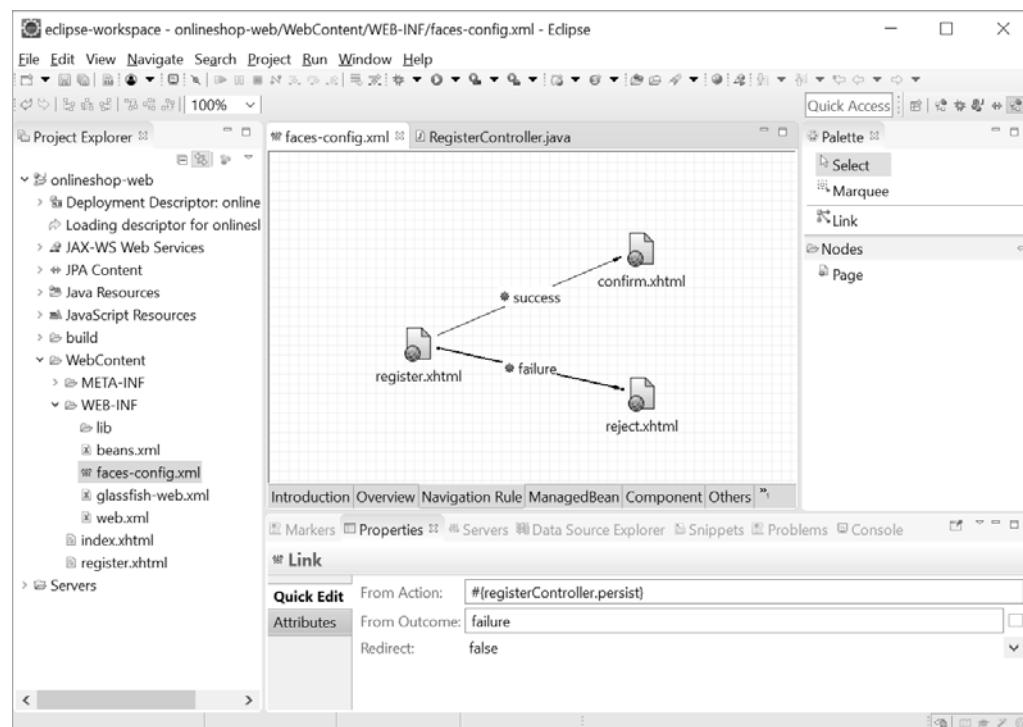 eclipse-workspace - onlineshop-web/WebContent/WEB-INF/faces-config.xml - Eclipse
File Edit View Navigate Search Project Run Window Help
100%
Quick Access
Project Explorer
onlineshop-web
Deployment Descriptor: online
Loading descriptor for onlinesl
JAX-WS Web Services
JPA Content
Java Resources
JavaScript Resources
build
WebContent
META-INF
WEB-INF
lib
beans.xml
faces-config.xml
glassfish-web.xml
web.xml
index.xhtml
register.xhtml
Servers
faces-config.xml RegisterController.java
confirm.xhtml
success
register.xhtml
failure
reject.xhtml
Introduction Overview Navigation Rule ManagedBean Component Others »1
Palette
Select
Marquee
Link
Nodes
Page
Markers Properties Servers Data Source Explorer Snippets Problems Console
Link
Quick Edit
Attributes
From Action: #{registerController.persist}
From Outcome: failure
Redirect: false